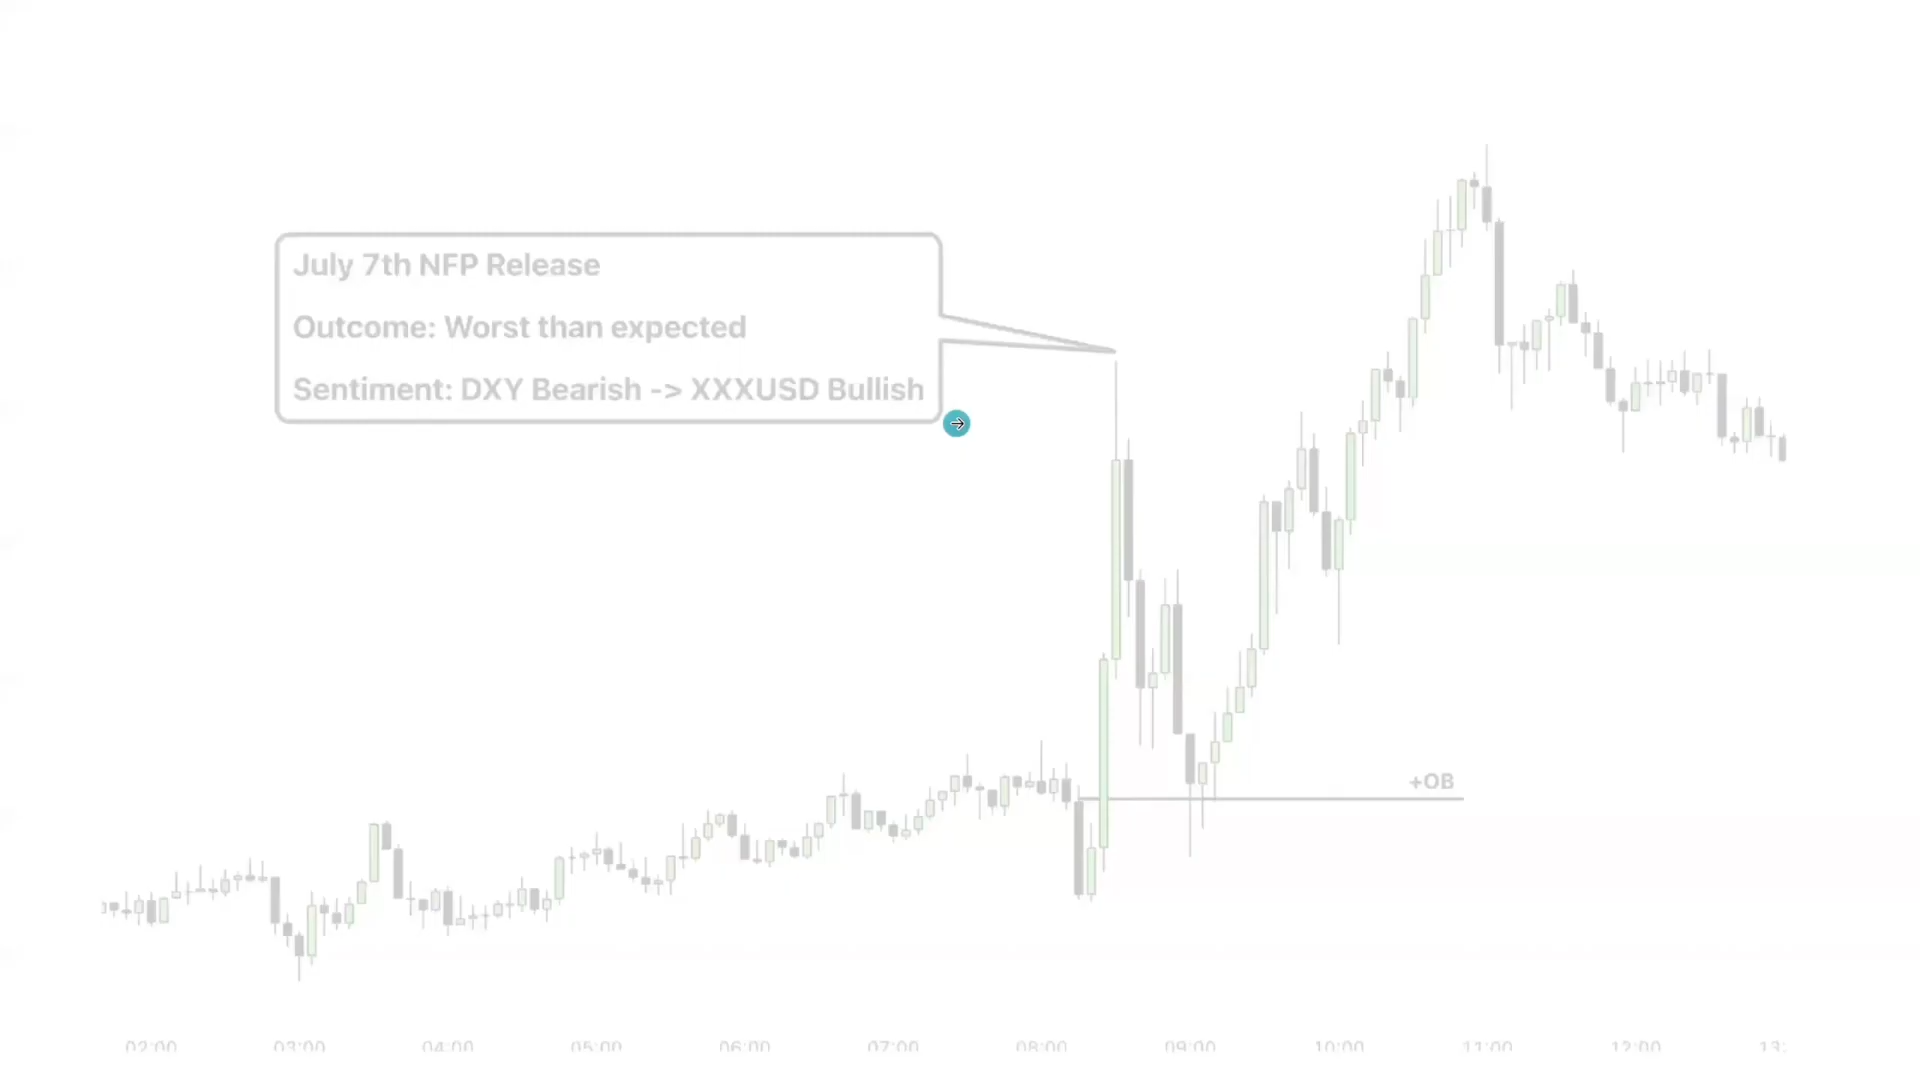 July 7th NFP Release
Outcome: Worst than expected
Sentiment: DXY Bearish -> XXXUSD Bullish
+OB
02:00 03:00 04:00 05:00 06:00 07:00 08:00 09:00 10:00 11:00 12:00 13: